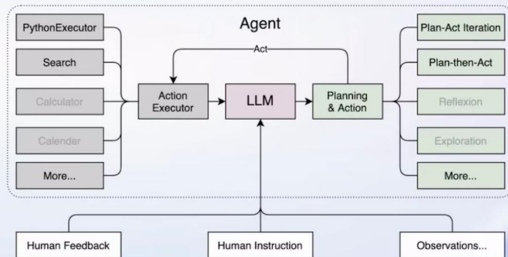 Agent
PythonExecutor
Search
Calculator
Calender
More...
Action
Executor
LLM
Act
Planning
& Action
Plan-Act Iteration
Plan-then-Act
Reflexion
Exploration
More...
Human Feedback
Human Instruction
Observations...